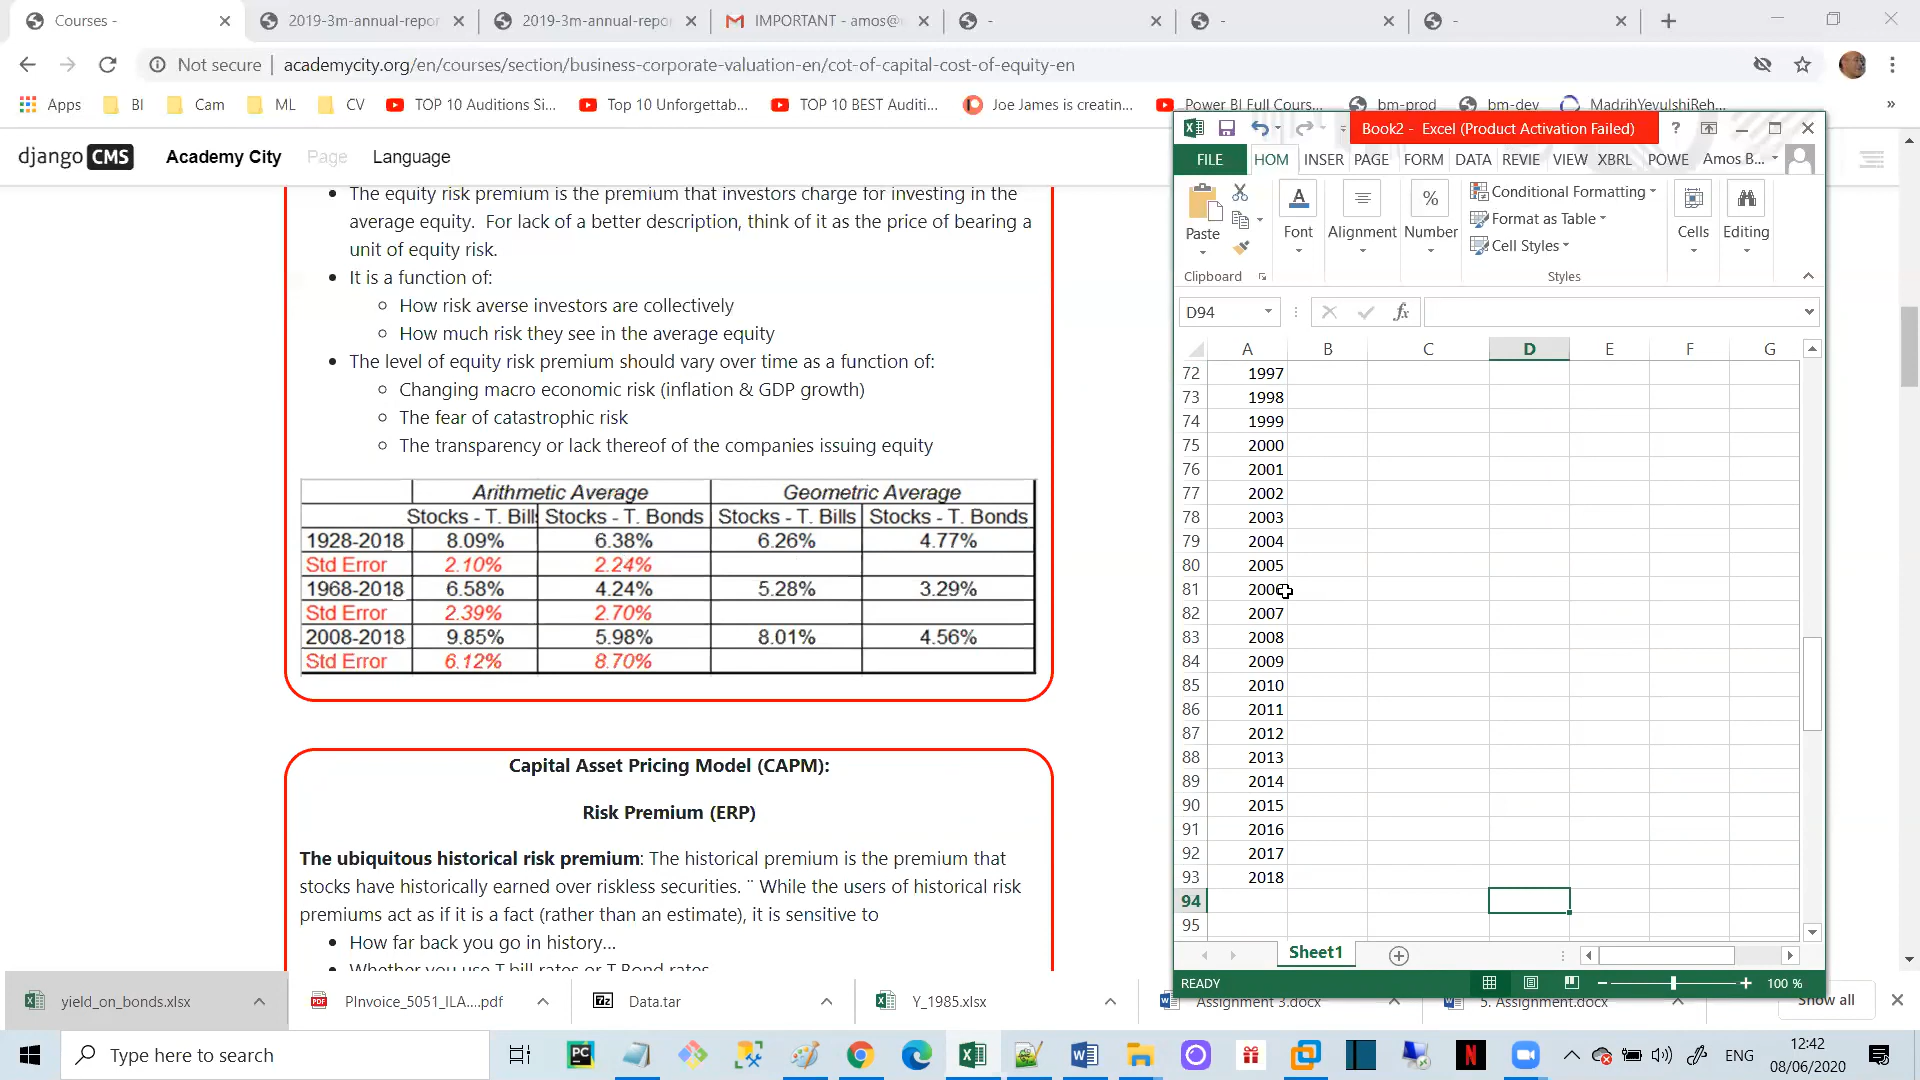 Courses -
2019-3m-annual-repor
2019-3m-annual-repor
IMPORTANT - amos@
-
-
-
Not secure
academycity.org/en/courses/section/business-corporate-valuation-en/cot-of-capital-cost-of-equity-en
Apps
BI
Cam
ML
CV
TOP 10 Auditions Si...
Top 10 Unforgettab...
TOP 10 BEST Auditi...
Joe James is creatin...
Power BI Full Cours...
bm-prod
bm-dev
MadrihYevulshiReh...
»
django CMS
Academy City
Page
Language
The equity risk premium is the premium that investors charge for investing in the
average equity. For lack of a better description, think of it as the price of bearing a
unit of equity risk.
It is a function of:
How risk averse investors are collectively
How much risk they see in the average equity
The level of equity risk premium should vary over time as a function of:
Changing macro economic risk (inflation & GDP growth)
The fear of catastrophic risk
The transparency or lack thereof of the companies issuing equity
Arithmetic Average Geometric Average
Stocks - T. Bills Stocks - T. Bonds Stocks - T. Bills Stocks - T. Bonds
1928-2018 8.09% 6.38% 6.26% 4.77%
Std Error 2.10% 2.24%
1968-2018 6.58% 4.24% 5.28% 3.29%
Std Error 2.39% 2.70%
2008-2018 9.85% 5.98% 8.01% 4.56%
Std Error 6.12% 8.70%
Capital Asset Pricing Model (CAPM):
Risk Premium (ERP)
The ubiquitous historical risk premium: The historical premium is the premium that
stocks have historically earned over riskless securities. ¨ While the users of historical risk
premiums act as if it is a fact (rather than an estimate), it is sensitive to
How far back you go in history...
Whether you use T.bill rates or T.Bond rates
Book2 - Excel (Product Activation Failed)
?
FILE HOM INSER PAGE FORM DATA REVIE VIEW XBRL POWE Amos B...
Paste
Font
Alignment
%
Number
Conditional Formatting
Format as Table
Cell Styles
Cells
Editing
Clipboard
Styles
D94
fx
A B C D E F G
72 1997
73 1998
74 1999
75 2000
76 2001
77 2002
78 2003
79 2004
80 2005
81 2006
82 2007
83 2008
84 2009
85 2010
86 2011
87 2012
88 2013
89 2014
90 2015
91 2016
92 2017
93 2018
94
95
Sheet1
READY
100 %
yield_on_bonds.xlsx
PInvoice_5051_ILA....pdf
Data.tar
Y_1985.xlsx
Assignment 3.docx
5. Assignment.docx
Show all
Type here to search
ENG
12:42
08/06/2020